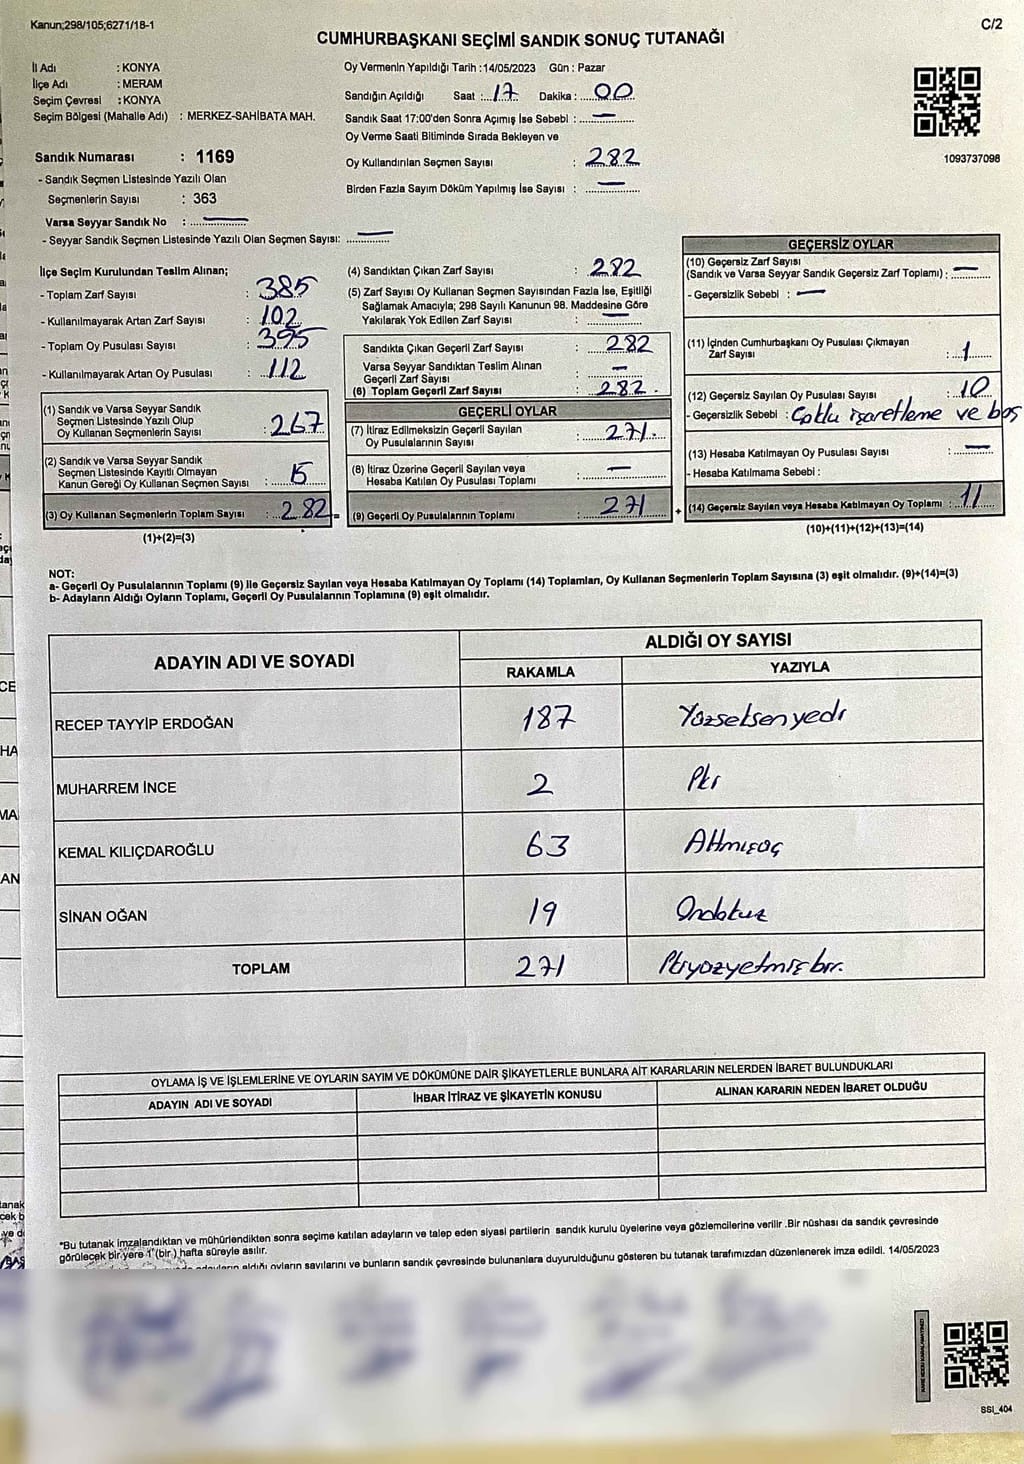 Kanun;298/105;6271/18-1
C/2
CUMHURBAŞKANI SEÇİMİ SANDIK SONUÇ TUTANAĞI
İl Adı : KONYA
İlçe Adı : MERAM
Seçim Çevresi : KONYA
Seçim Bölgesi (Mahalle Adı) : MERKEZ-SAHİBATA MAH.
Oy Vermenin Yapıldığı Tarih :14/05/2023 Gün : Pazar
Sandığın Açıldığı Saat :17 Dakika : 00
Sandık Saat 17:00'den Sonra Açımış İse Sebebi : —
Oy Verme Saati Bitiminde Sırada Bekleyen ve
Oy Kullandırılan Seçmen Sayısı : 282
Birden Fazla Sayım Döküm Yapılmış İse Sayısı : —
1093737098
Sandık Numarası : 1169
- Sandık Seçmen Listesinde Yazılı Olan
Seçmenlerin Sayısı : 363
Varsa Seyyar Sandık No : —
- Seyyar Sandık Seçmen Listesinde Yazılı Olan Seçmen Sayısı: —
İlçe Seçim Kurulundan Teslim Alınan;
- Toplam Zarf Sayısı : 385
- Kullanılmayarak Artan Zarf Sayısı : 102
- Toplam Oy Pusulası Sayısı : 395
- Kullanılmayarak Artan Oy Pusulası : 112
(1) Sandık ve Varsa Seyyar Sandık
Seçmen Listesinde Yazılı Olup
Oy Kullanan Seçmenlerin Sayısı : 267
(2) Sandık ve Varsa Seyyar Sandık
Seçmen Listesinde Kayıtlı Olmayan
Kanun Gereği Oy Kullanan Seçmen Sayısı : 15
(3) Oy Kullanan Seçmenlerin Toplam Sayısı : 282 =
(1)+(2)=(3)
(4) Sandıktan Çıkan Zarf Sayısı : 282
(5) Zarf Sayısı Oy Kullanan Seçmen Sayısından Fazla İse, Eşitliği
Sağlamak Amacıyla; 298 Sayılı Kanunun 98. Maddesine Göre
Yakılarak Yok Edilen Zarf Sayısı : —
Sandıkta Çıkan Geçerli Zarf Sayısı : 282
Varsa Seyyar Sandıktan Teslim Alınan
Geçerli Zarf Sayısı : —
(6) Toplam Geçerli Zarf Sayısı : 282.
GEÇERLİ OYLAR
(7) İtiraz Edilmeksizin Geçerli Sayılan
Oy Pusulalarının Sayısı : 271.
(8) İtiraz Üzerine Geçerli Sayılan veya
Hesaba Katılan Oy Pusulası Toplamı : —
(9) Geçerli Oy Pusulalarının Toplamı : 271 +
GEÇERSİZ OYLAR
(10) Geçersiz Zarf Sayısı
(Sandık ve Varsa Seyyar Sandık Geçersiz Zarf Toplamı) : —
- Geçersizlik Sebebi : —
(11) İçinden Cumhurbaşkanı Oy Pusulası Çıkmayan
Zarf Sayısı : 1
(12) Geçersiz Sayılan Oy Pusulası Sayısı : 10
- Geçersizlik Sebebi : Çoklu işaretleme ve boş
(13) Hesaba Katılmayan Oy Pusulası Sayısı : —
- Hesaba Katılmama Sebebi :
(14) Geçersiz Sayılan veya Hesaba Katılmayan Oy Toplamı : 11
(10)+(11)+(12)+(13)=(14)
NOT:
a- Geçerli Oy Pusulalarının Toplamı (9) ile Geçersiz Sayılan veya Hesaba Katılmayan Oy Toplamı (14) Toplamları, Oy Kullanan Seçmenlerin Toplam Sayısına (3) eşit olmalıdır. (9)+(14)=(3)
b- Adayların Aldığı Oyların Toplamı, Geçerli Oy Pusulalarının Toplamına (9) eşit olmalıdır.
ADAYIN ADI VE SOYADI
ALDIĞI OY SAYISI
RAKAMLA YAZIYLA
RECEP TAYYİP ERDOĞAN 187 Yüzseksenyedi
MUHARREM İNCE 2 İki
KEMAL KILIÇDAROĞLU 63 Altmışüç
SİNAN OĞAN 19 Ondokuz
TOPLAM 271 İkiyüzyetmişbir.
OYLAMA İŞ VE İŞLEMLERİNE VE OYLARIN SAYIM VE DÖKÜMÜNE DAİR ŞİKAYETLERLE BUNLARA AİT KARARLARIN NELERDEN İBARET BULUNDUKLARI
ADAYIN ADI VE SOYADI İHBAR İTİRAZ VE ŞİKAYETİN KONUSU ALINAN KARARIN NEDEN İBARET OLDUĞU
*Bu tutanak imzalandıktan ve mühürlendikten sonra seçime katılan adayların ve talep eden siyasi partilerin sandık kurulu üyelerine veya gözlemcilerine verilir .Bir nüshası da sandık çevresinde
görülecek bir yere 1 (bir ) hafta süreyle asılır.
aldığı oyların sayılarını ve bunların sandık çevresinde bulunanlara duyurulduğunu gösteren bu tutanak tarafımızdan düzenlenerek imza edildi. 14/05/2023
SSI_404